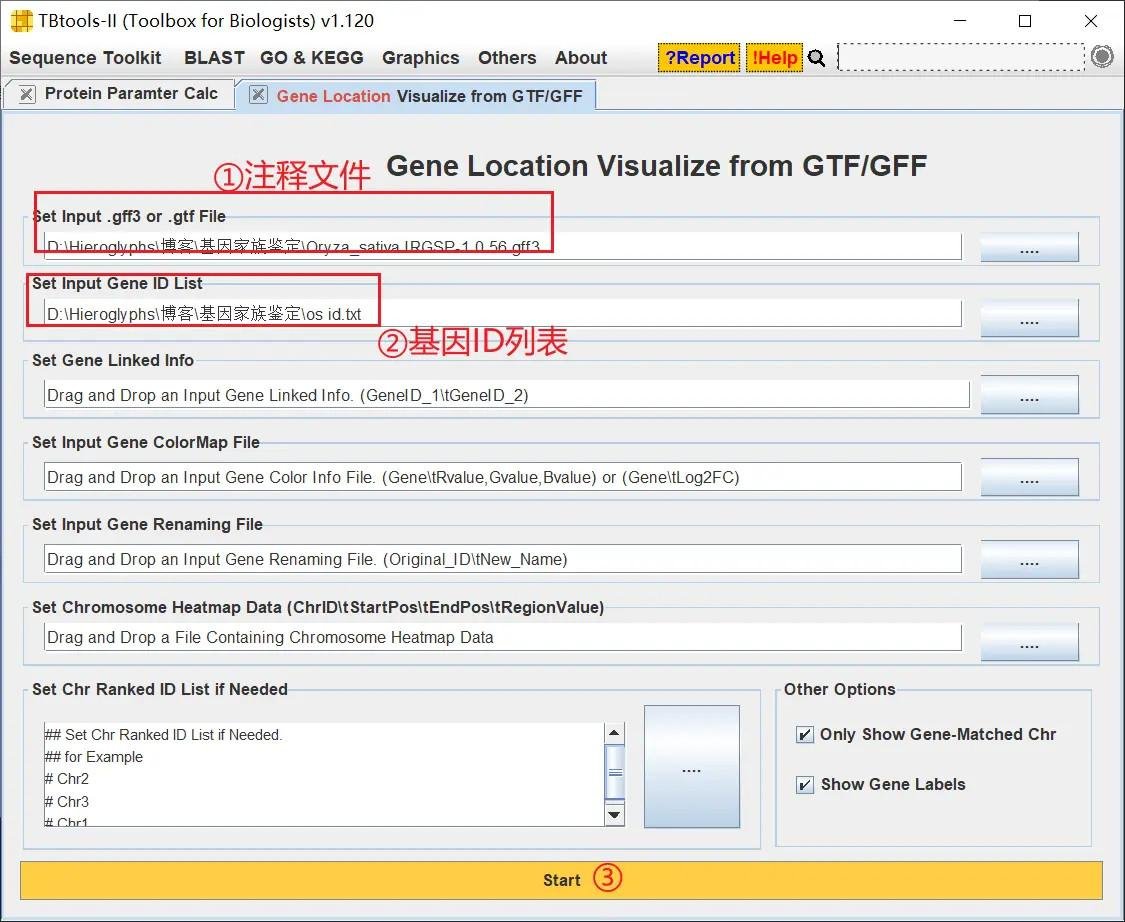 TBtools-II (Toolbox for Biologists) v1.120
Sequence Toolkit BLAST GO & KEGG Graphics Others About ?Report !Help
Protein Paramter Calc Gene Location Visualize from GTF/GFF
①注释文件 Gene Location Visualize from GTF/GFF
Set Input .gff3 or .gtf File
D:\Hieroglyphs\博客\基因家族鉴定\Oryza_sativa.IRGSP-1.0.56.gff3
....
Set Input Gene ID List
D:\Hieroglyphs\博客\基因家族鉴定\os id.txt
....
②基因ID列表
Set Gene Linked Info
Drag and Drop an Input Gene Linked Info. (GeneID_1\tGeneID_2)
....
Set Input Gene ColorMap File
Drag and Drop an Input Gene Color Info File. (Gene\tRvalue,Gvalue,Bvalue) or (Gene\tLog2FC)
....
Set Input Gene Renaming File
Drag and Drop an Input Gene Renaming File. (Original_ID\tNew_Name)
....
Set Chromosome Heatmap Data (ChrID\tStartPos\tEndPos\tRegionValue)
Drag and Drop a File Containing Chromosome Heatmap Data
....
Set Chr Ranked ID List if Needed
## Set Chr Ranked ID List if Needed.
## for Example
# Chr2
# Chr3
# Chr1
....
Other Options
Only Show Gene-Matched Chr
Show Gene Labels
Start ③